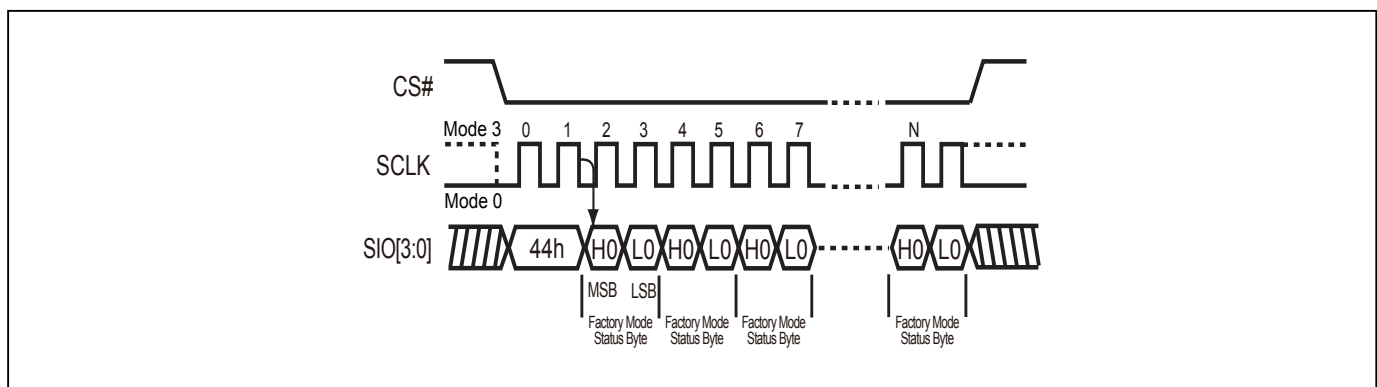 CS#
Mode 3 0 1 2 3 4 5 6 7 N
SCLK
Mode 0
SIO[3:0] 44h H0 L0 H0 L0 H0 L0 H0 L0
MSB LSB
Factory Mode Factory Mode Factory Mode Factory Mode
Status Byte Status Byte Status Byte Status Byte